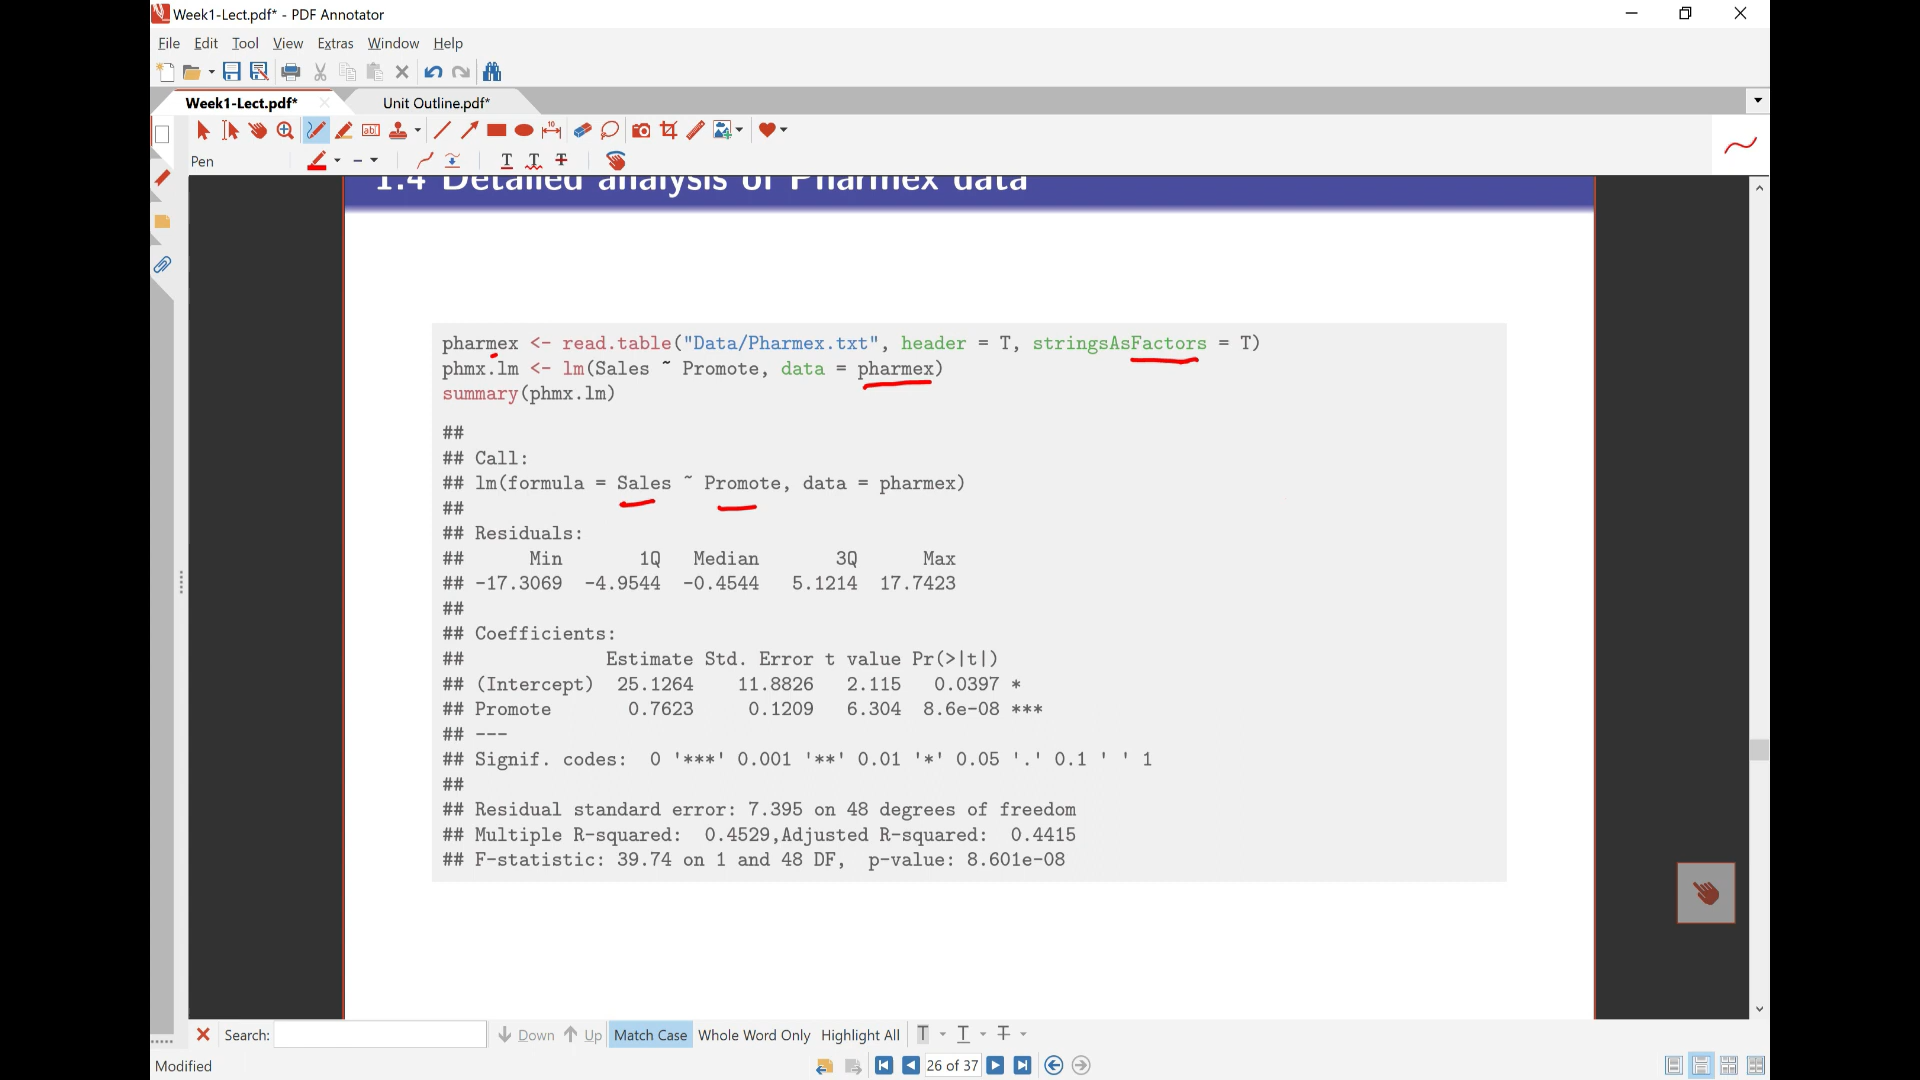 Week1-Lect.pdf* - PDF Annotator
File Edit Tool View Extras Window Help
Week1-Lect.pdf* Unit Outline.pdf*
Pen
1.4 Detailed analysis of Pharmex data
pharmex <- read.table("Data/Pharmex.txt", header = T, stringsAsFactors = T)
phmx.lm <- lm(Sales ~ Promote, data = pharmex)
summary(phmx.lm)
##
## Call:
## lm(formula = Sales ~ Promote, data = pharmex)
##
## Residuals:
##      Min       1Q   Median       3Q      Max
## -17.3069  -4.9544  -0.4544   5.1214  17.7423
##
## Coefficients:
##             Estimate Std. Error t value Pr(>|t|)
## (Intercept)  25.1264    11.8826   2.115   0.0397 *
## Promote       0.7623     0.1209   6.304  8.6e-08 ***
## ---
## Signif. codes:  0 '***' 0.001 '**' 0.01 '*' 0.05 '.' 0.1 ' ' 1
##
## Residual standard error: 7.395 on 48 degrees of freedom
## Multiple R-squared:  0.4529,Adjusted R-squared:  0.4415
## F-statistic: 39.74 on 1 and 48 DF,  p-value: 8.601e-08
Search: Down Up Match Case Whole Word Only Highlight All
Modified 26 of 37